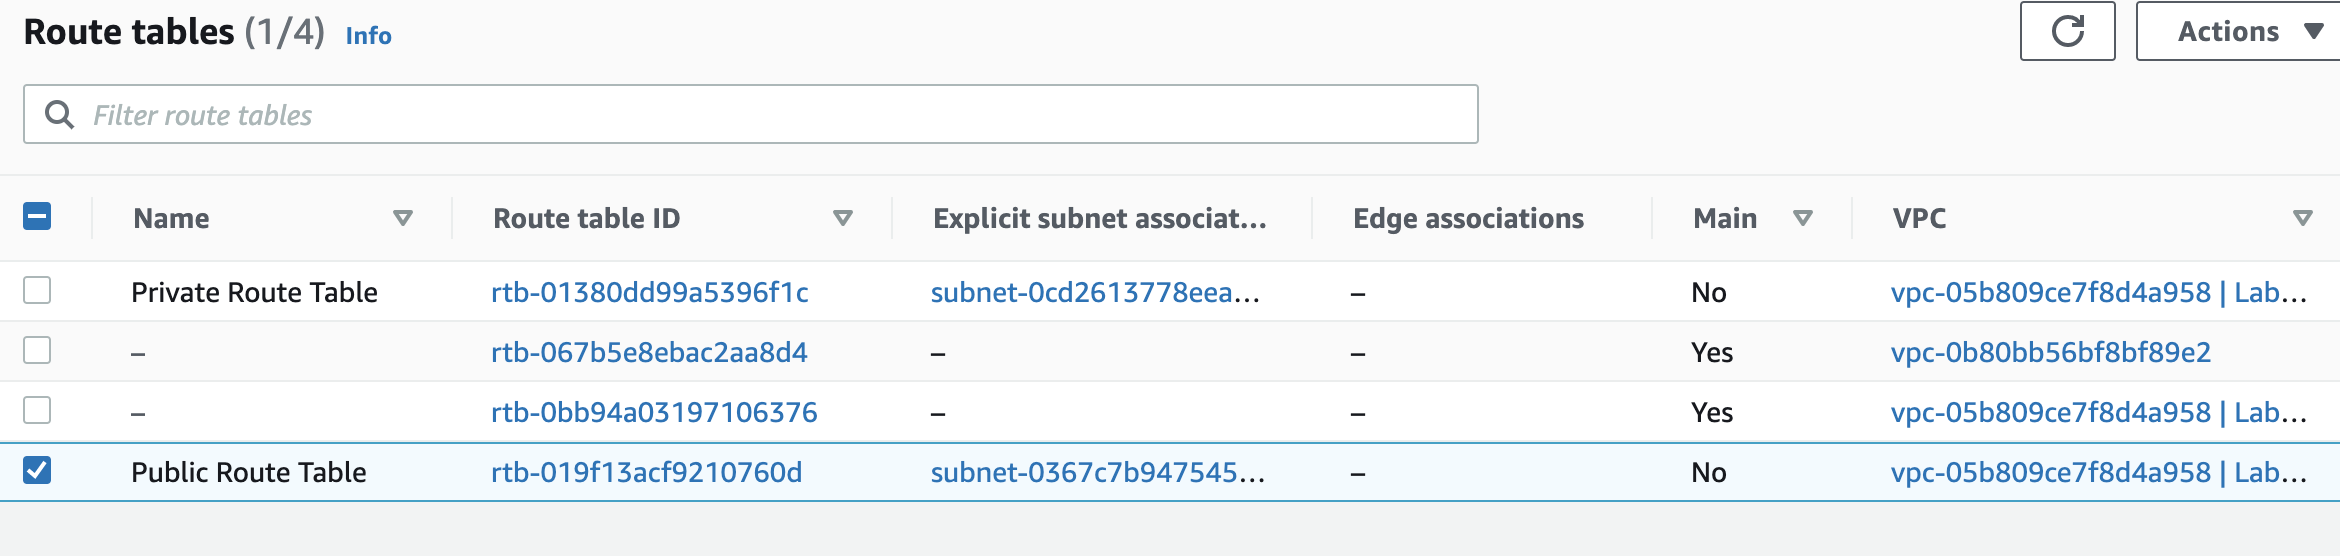 Route tables (1/4) Info
Actions
Filter route tables
Name Route table ID Explicit subnet associat... Edge associations Main VPC
Private Route Table rtb-01380dd99a5396f1c subnet-0cd2613778eea... – No vpc-05b809ce7f8d4a958 | Lab...
– rtb-067b5e8ebac2aa8d4 – – Yes vpc-0b80bb56bf8bf89e2
– rtb-0bb94a03197106376 – – Yes vpc-05b809ce7f8d4a958 | Lab...
Public Route Table rtb-019f13acf9210760d subnet-0367c7b947545... – No vpc-05b809ce7f8d4a958 | Lab...